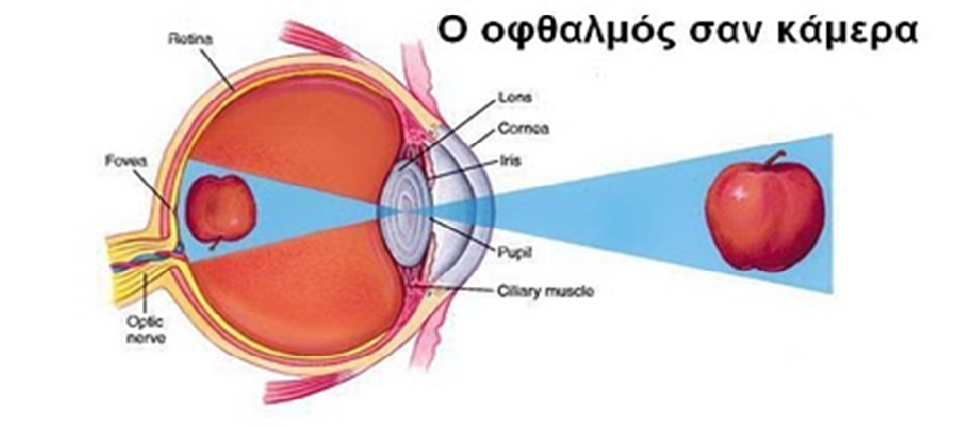 Ο οφθαλμός σαν κάμερα
Retina
Lens
Cornea
Iris
Fovea
Pupil
Ciliary muscle
Optic
nerve